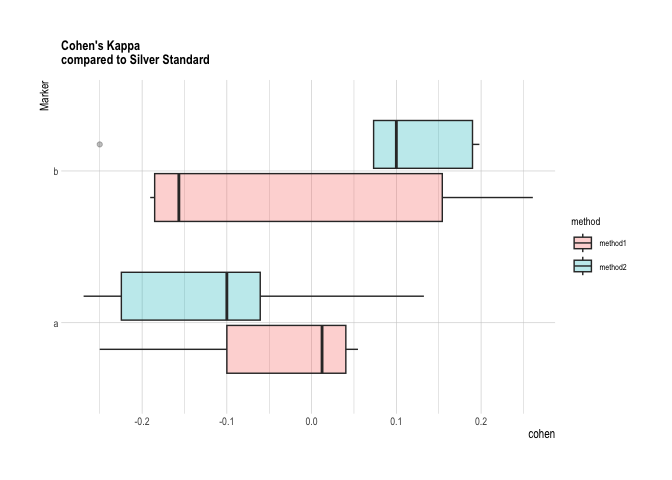 Cohen's Kappa
compared to Silver Standard
Marker
b
a
-0.2
-0.1
0.0
0.1
0.2
cohen
method
method1
method2